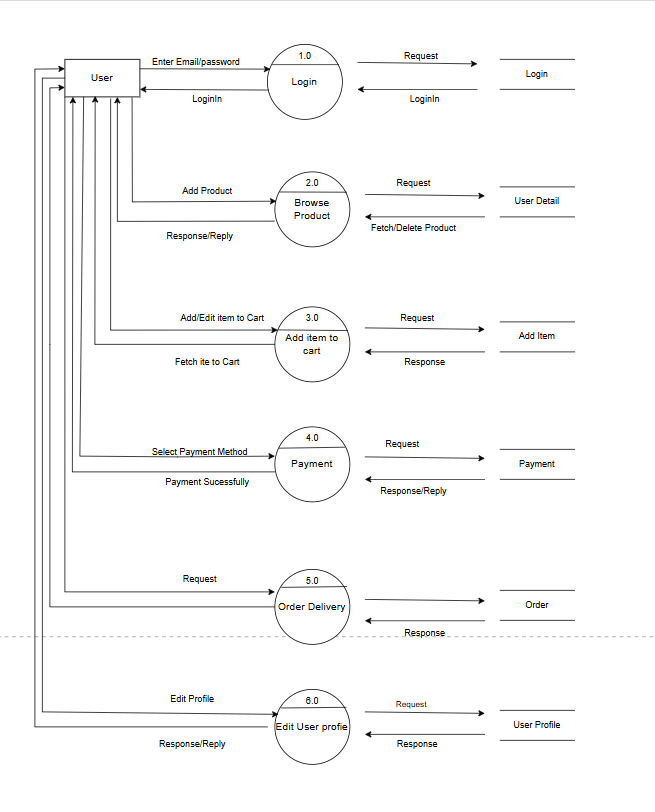 1.0
Enter Email/password
Request
User
Login
Login
LoginIn
LoginIn
2.0
Add Product
Request
Browse
Product
User Detail
Response/Reply
Fetch/Delete Product
3.0
Add/Edit item to Cart
Request
Add item to
cart
Add Item
Fetch ite to Cart
Response
4.0
Request
Select Payment Method
Payment
Payment
Payment Sucessfully
Response/Reply
5.0
Request
Order Delivery
Order
Response
6.0
Edit Profile
Request
Edit User profie
User Profile
Response/Reply
Response